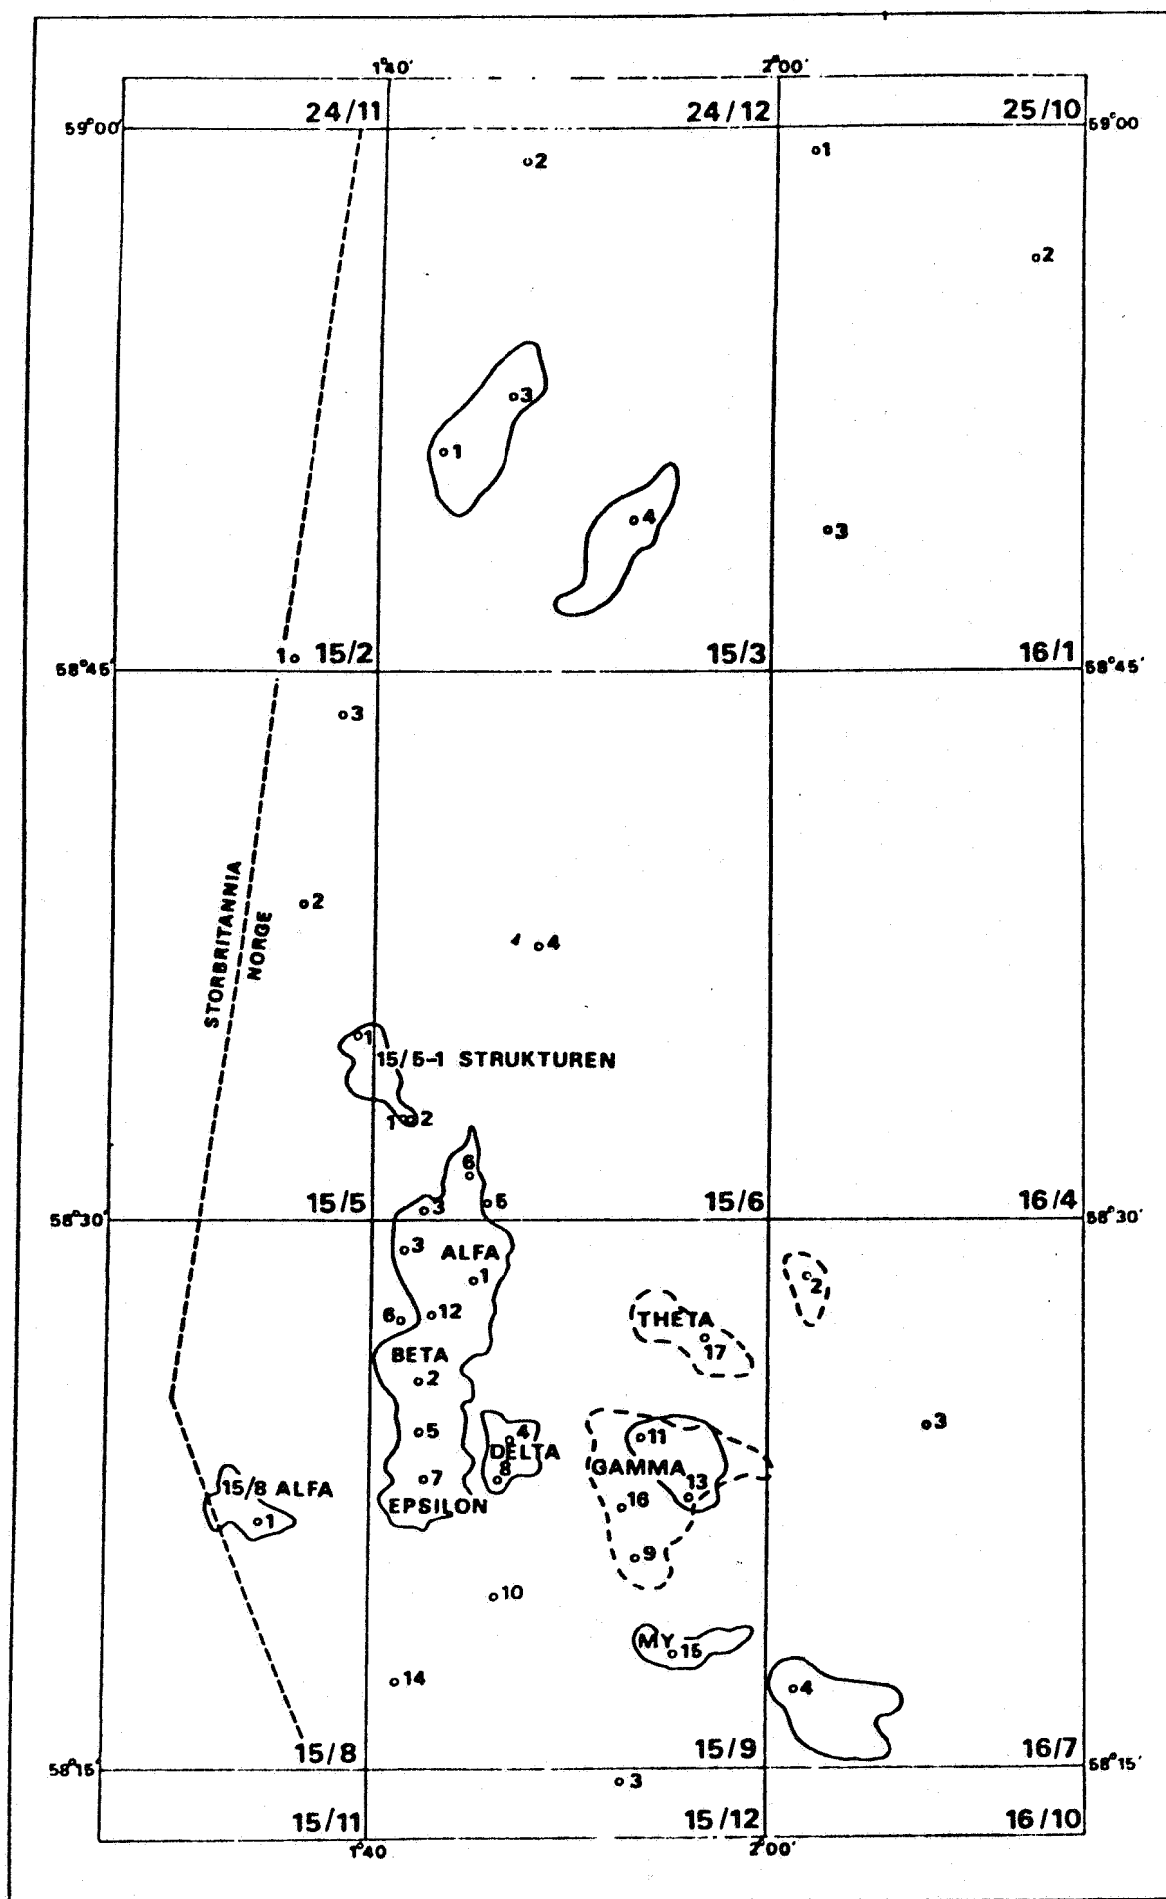 1°40' 2°00'
24/11 24/12 25/10
59°00' 59°00
2 1
2
3
1
4 3
1 15/2 15/3 16/1
58°45' 58°45'
3
STORBRITANNIA
NORGE
2
4 4
1
15/5-1 STRUKTUREN
1 2
6
3 5
15/5 15/6 16/4
58°30' 58°30'
3 ALFA
1 2
6 12 THETA
17
BETA
2
5 4 11 3
DELTA
8 GAMMA
7 13
15/8 ALFA EPSILON 16
1
9
10
MY
15
14 4
15/8 15/9 16/7
58°15' 58°15'
3
15/11 15/12 16/10
1°40 2°00'